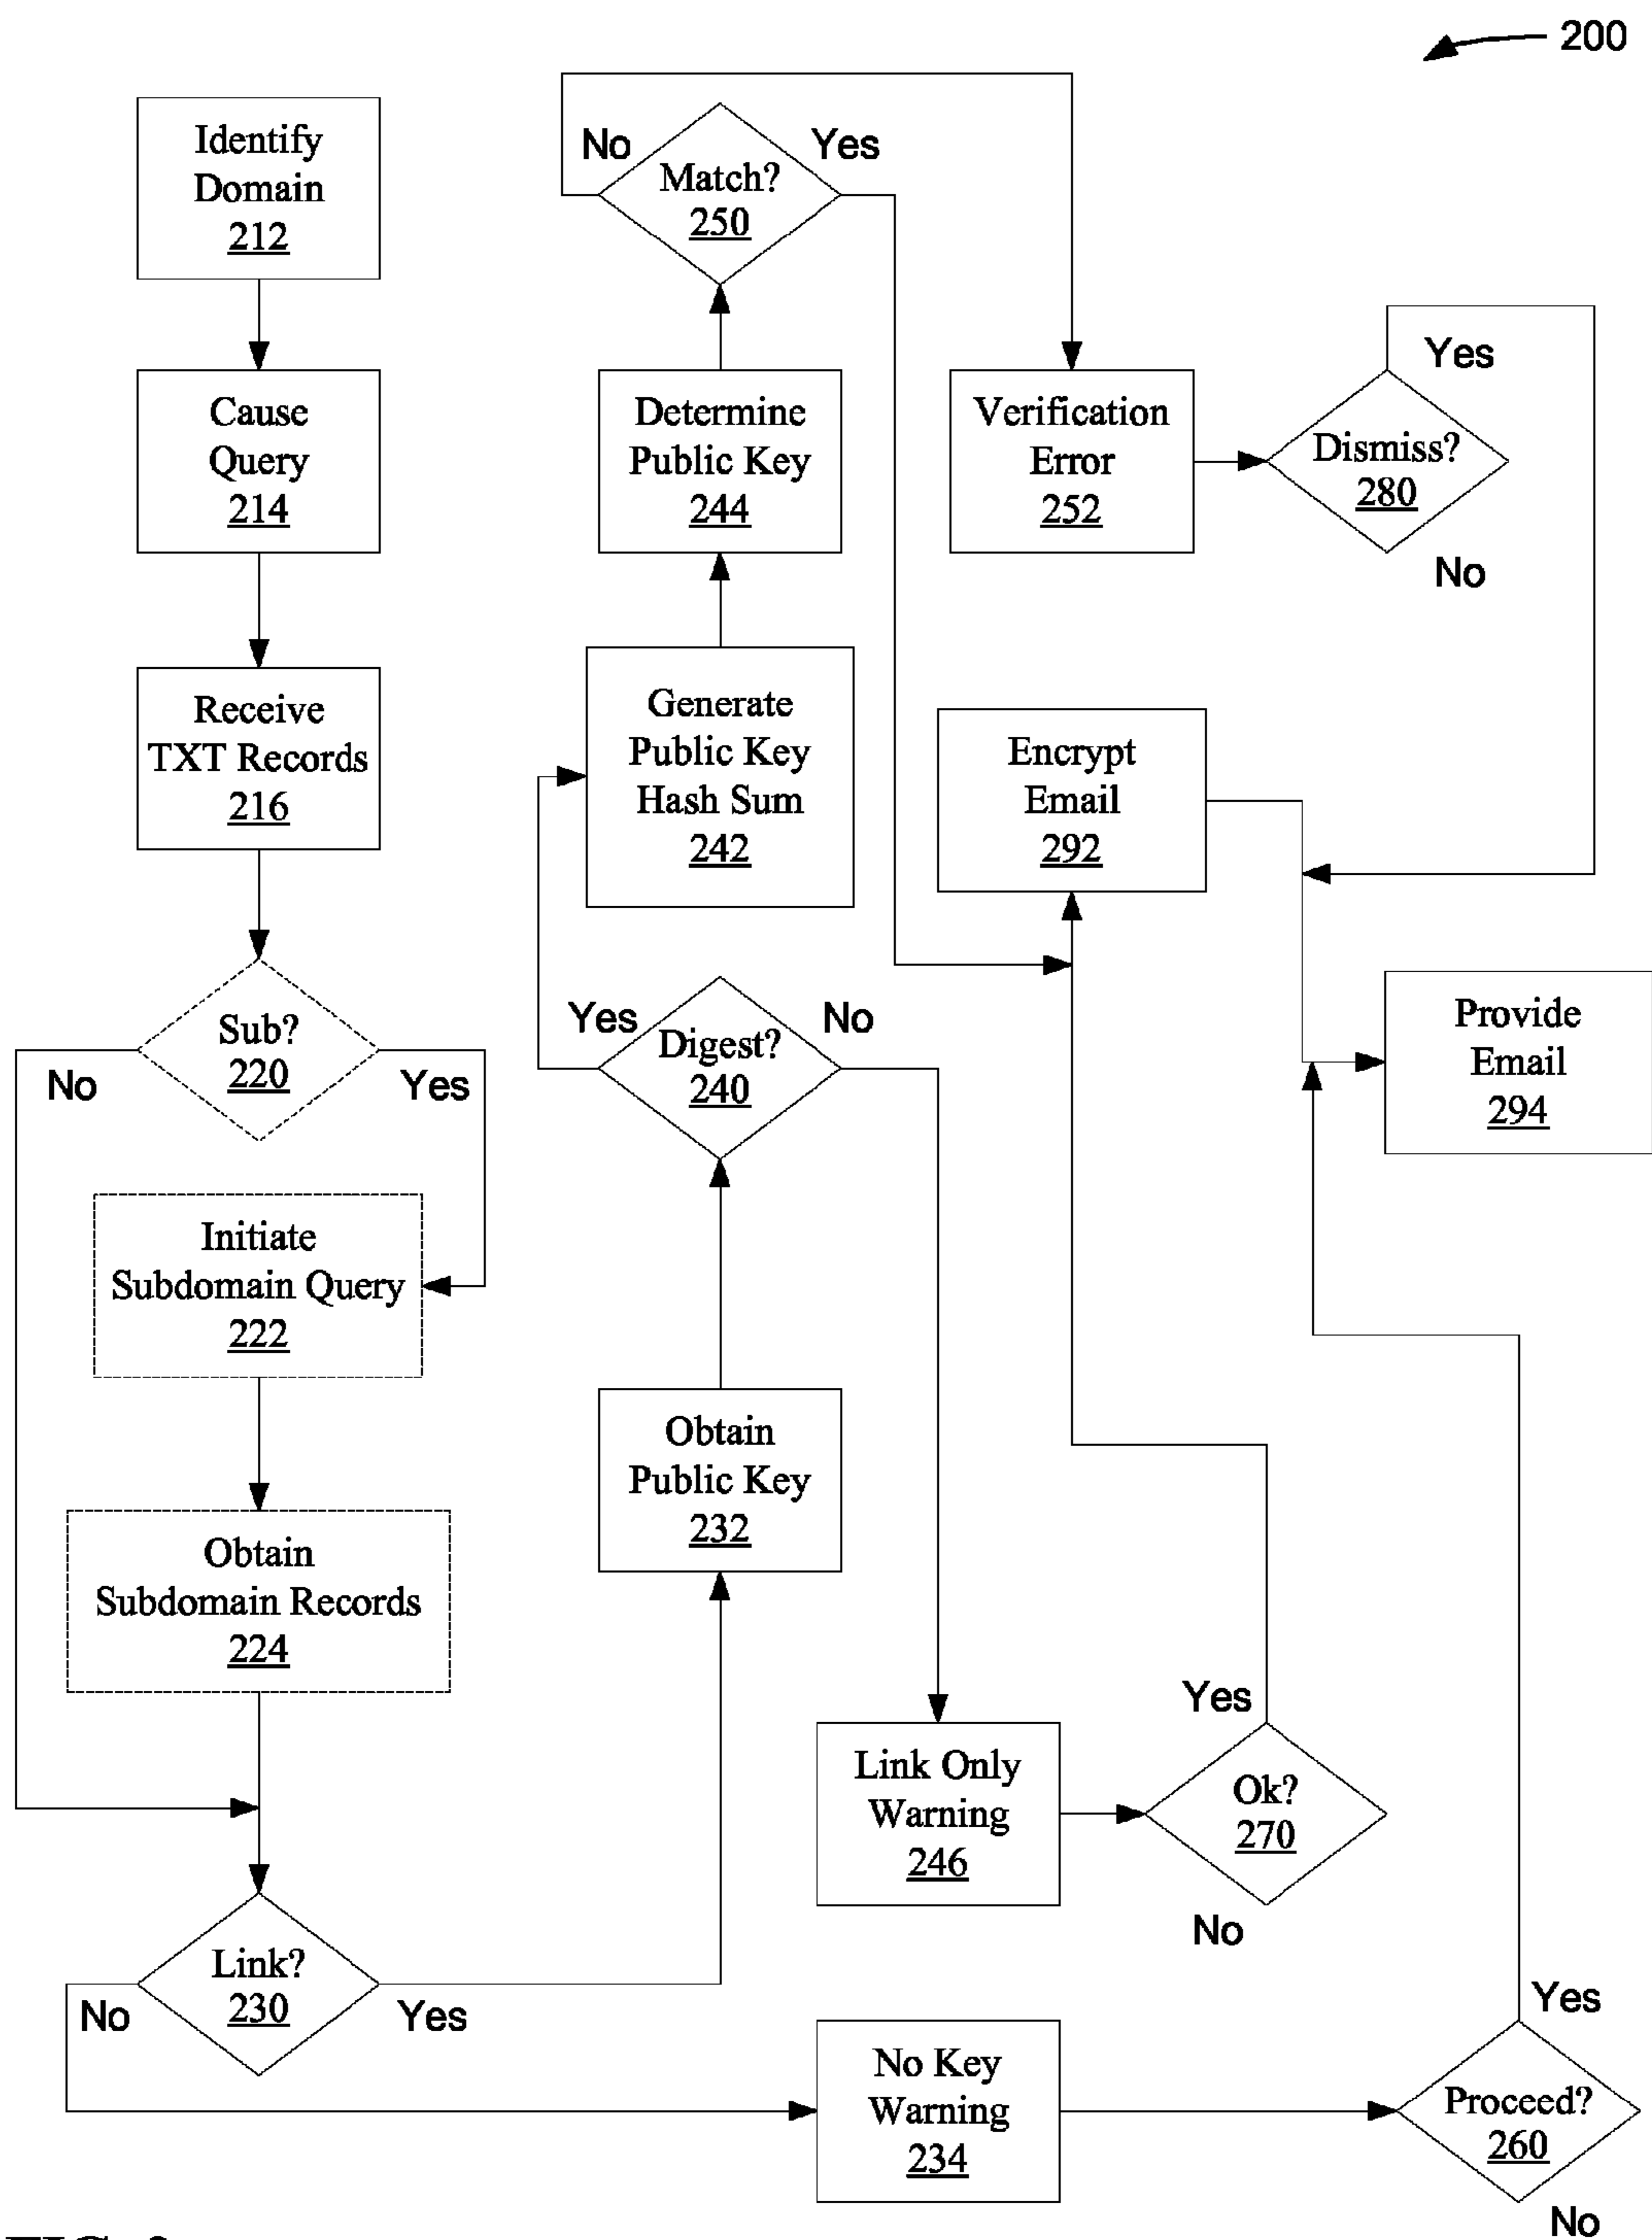 200
Identify
Domain
212
Cause
Query
214
Receive
TXT Records
216
Sub?
220
No
Yes
Initiate
Subdomain Query
222
Obtain
Subdomain Records
224
Link?
230
No
Yes
No
Yes
Match?
250
Determine
Public Key
244
Generate
Public Key
Hash Sum
242
Yes
No
Digest?
240
Obtain
Public Key
232
Verification
Error
252
Yes
Dismiss?
280
No
Encrypt
Email
292
Provide
Email
294
Link Only
Warning
246
Yes
Ok?
270
No
No Key
Warning
234
Yes
Proceed?
260
No